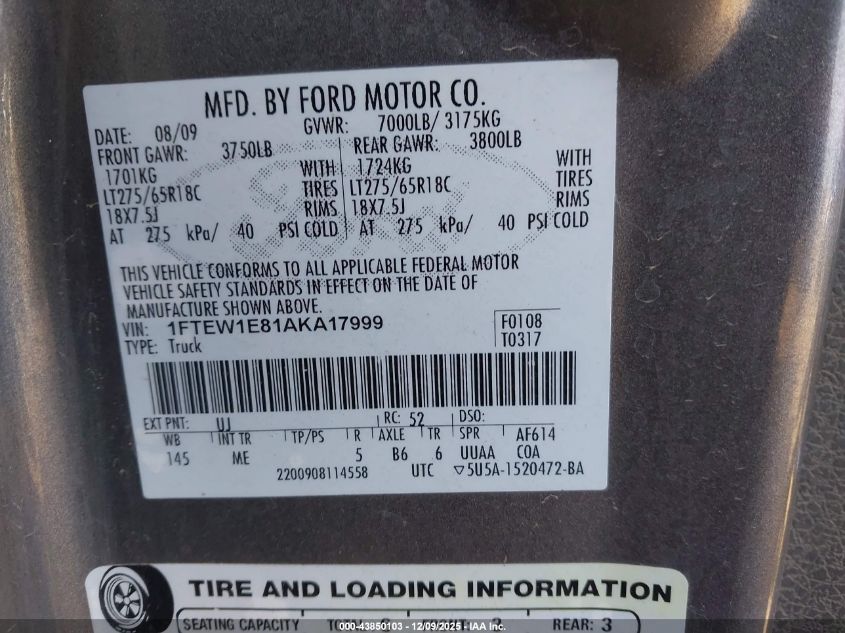 MFD. BY FORD MOTOR CO.
DATE: 08/09 GVWR: 7000LB/ 3175KG
FRONT GAWR: 3750LB REAR GAWR: 3800LB
1701KG WITH 1724KG WITH
LT275/65R18C TIRES LT275/65R18C TIRES
18X7.5J RIMS 18X7.5J RIMS
AT 275 kPa/ 40 PSI COLD AT 275 kPa/ 40 PSI COLD
THIS VEHICLE CONFORMS TO ALL APPLICABLE FEDERAL MOTOR
VEHICLE SAFETY STANDARDS IN EFFECT ON THE DATE OF
MANUFACTURE SHOWN ABOVE.
VIN: 1FTEW1E81AKA17999 F0108
TYPE: Truck T0317
EXT PNT: UJ RC: 52 DSO:
WB INT TR TP/PS R AXLE TR SPR AF614
145 ME 5 B6 6 UUAA COA
2200908114558 UTC ▽5U5A-1520472-BA
TIRE AND LOADING INFORMATION
SEATING CAPACITY REAR: 3
000-43850103 - 12/09/2025 - IAA Inc.